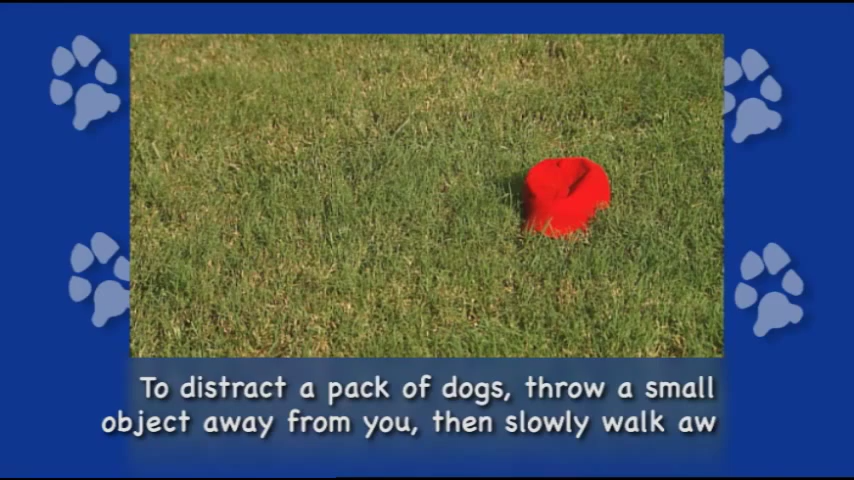 To distract a pack of dogs, throw a small
object away from you, then slowly walk aw